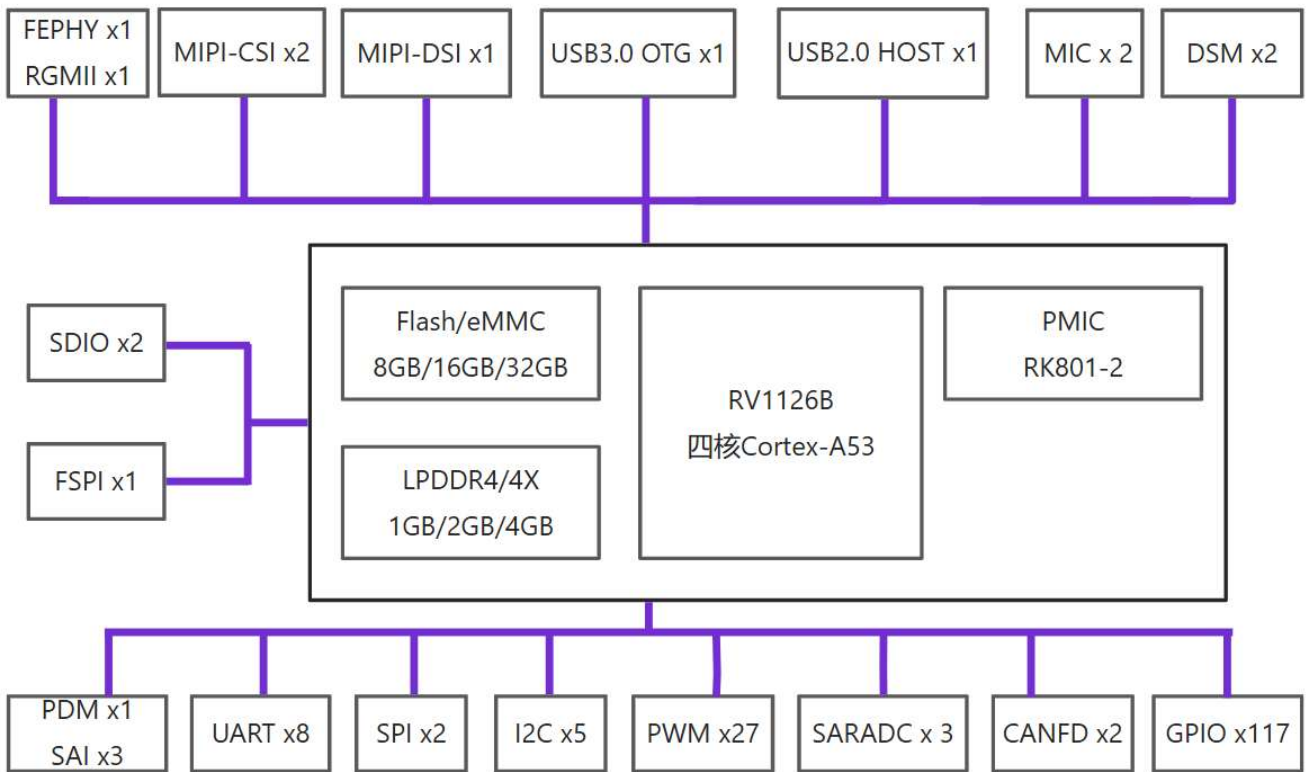 FEPHY x1
RGMII x1
MIPI-CSI x2
MIPI-DSI x1
USB3.0 OTG x1
USB2.0 HOST x1
MIC x 2
DSM x2
SDIO x2
FSPI x1
Flash/eMMC
8GB/16GB/32GB
LPDDR4/4X
1GB/2GB/4GB
RV1126B
四核Cortex-A53
PMIC
RK801-2
PDM x1
SAI x3
UART x8
SPI x2
I2C x5
PWM x27
SARADC x 3
CANFD x2
GPIO x117